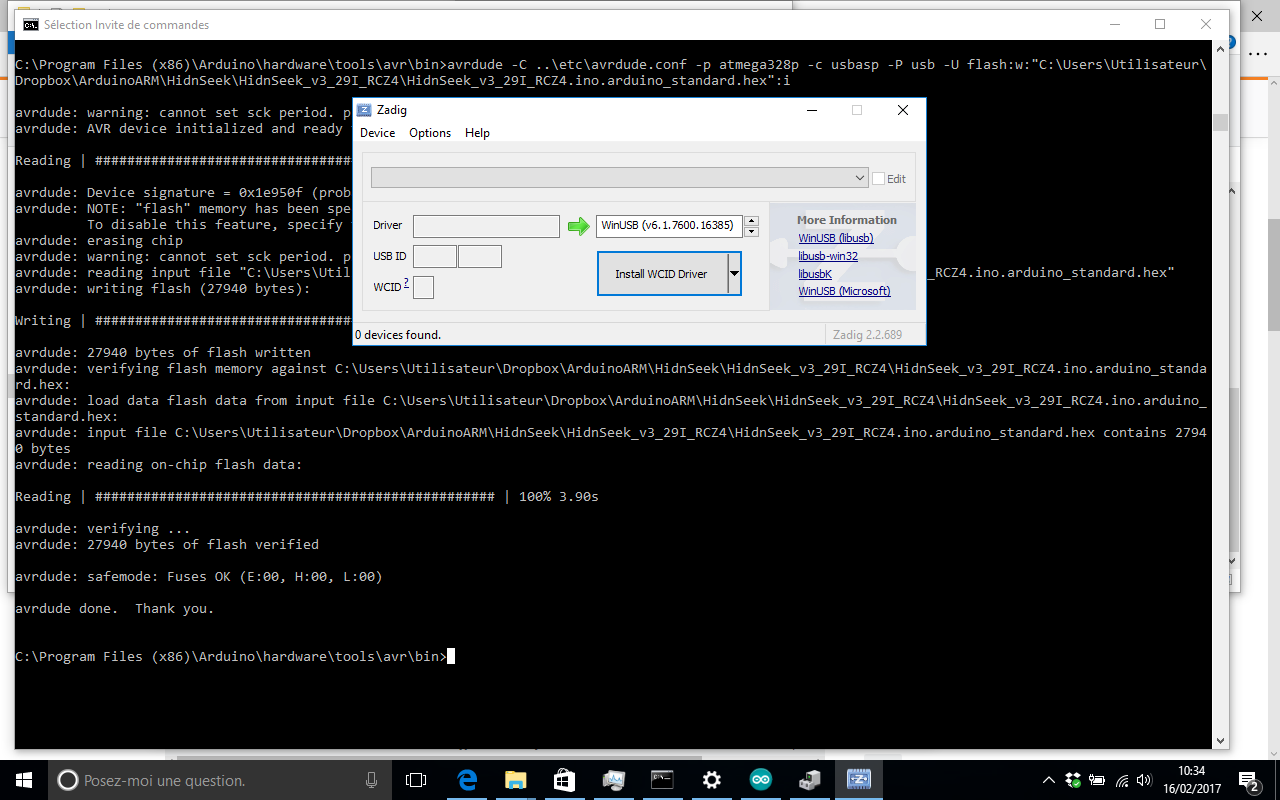 Sélection Invite de commandes
C:\Program Files (x86)\Arduino\hardware\tools\avr\bin>avrdude -C ..\etc\avrdude.conf -p atmega328p -c usbasp -P usb -U flash:w:"C:\Users\Utilisateur\
Dropbox\ArduinoARM\HidnSeek\HidnSeek_v3_29I_RCZ4\HidnSeek_v3_29I_RCZ4.ino.arduino_standard.hex":i
avrdude: warning: cannot set sck period. p
avrdude: AVR device initialized and ready
Reading | ################################
avrdude: Device signature = 0x1e950f (prob
avrdude: NOTE: "flash" memory has been spe
To disable this feature, specify
avrdude: erasing chip
avrdude: warning: cannot set sck period. p
avrdude: reading input file "C:\Users\Util
_RCZ4.ino.arduino_standard.hex"
avrdude: writing flash (27940 bytes):
Writing | ################################
Zadig
Device Options Help
Edit
Driver
WinUSB (v6.1.7600.16385)
USB ID
WCID ?
Install WCID Driver
More Information
WinUSB (libusb)
libusb-win32
libusbK
WinUSB (Microsoft)
0 devices found.
Zadig 2.2.689
avrdude: 27940 bytes of flash written
avrdude: verifying flash memory against C:\Users\Utilisateur\Dropbox\ArduinoARM\HidnSeek\HidnSeek_v3_29I_RCZ4\HidnSeek_v3_29I_RCZ4.ino.arduino_standa
rd.hex:
avrdude: load data flash data from input file C:\Users\Utilisateur\Dropbox\ArduinoARM\HidnSeek\HidnSeek_v3_29I_RCZ4\HidnSeek_v3_29I_RCZ4.ino.arduino_
standard.hex:
avrdude: input file C:\Users\Utilisateur\Dropbox\ArduinoARM\HidnSeek\HidnSeek_v3_29I_RCZ4\HidnSeek_v3_29I_RCZ4.ino.arduino_standard.hex contains 2794
0 bytes
avrdude: reading on-chip flash data:
Reading | ################################################## | 100% 3.90s
avrdude: verifying ...
avrdude: 27940 bytes of flash verified
avrdude: safemode: Fuses OK (E:00, H:00, L:00)
avrdude done.  Thank you.
C:\Program Files (x86)\Arduino\hardware\tools\avr\bin>
Posez-moi une question.
10:34
16/02/2017
2